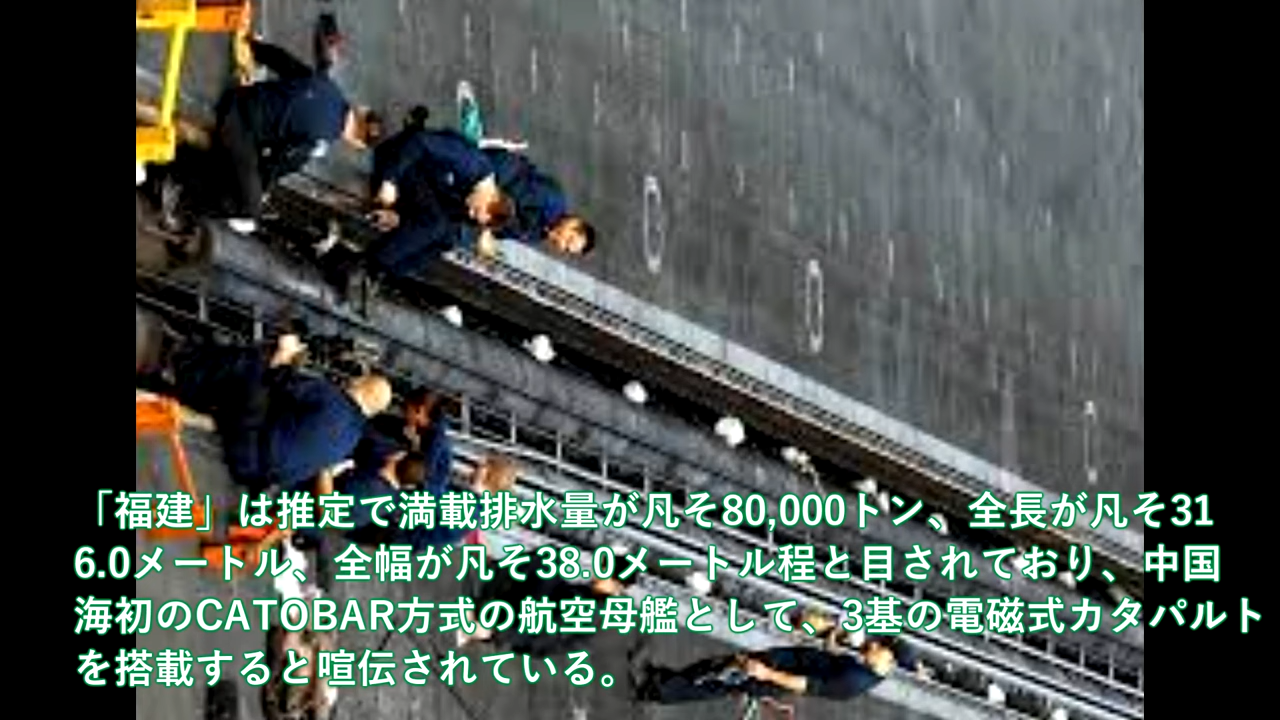 「福建」は推定で満載排水量が凡そ80,000トン、全長が凡そ31
6.0メートル、全幅が凡そ38.0メートル程と目されており、中国
海初のCATOBAR方式の航空母艦として、3基の電磁式カタパルト
を搭載すると喧伝されている。